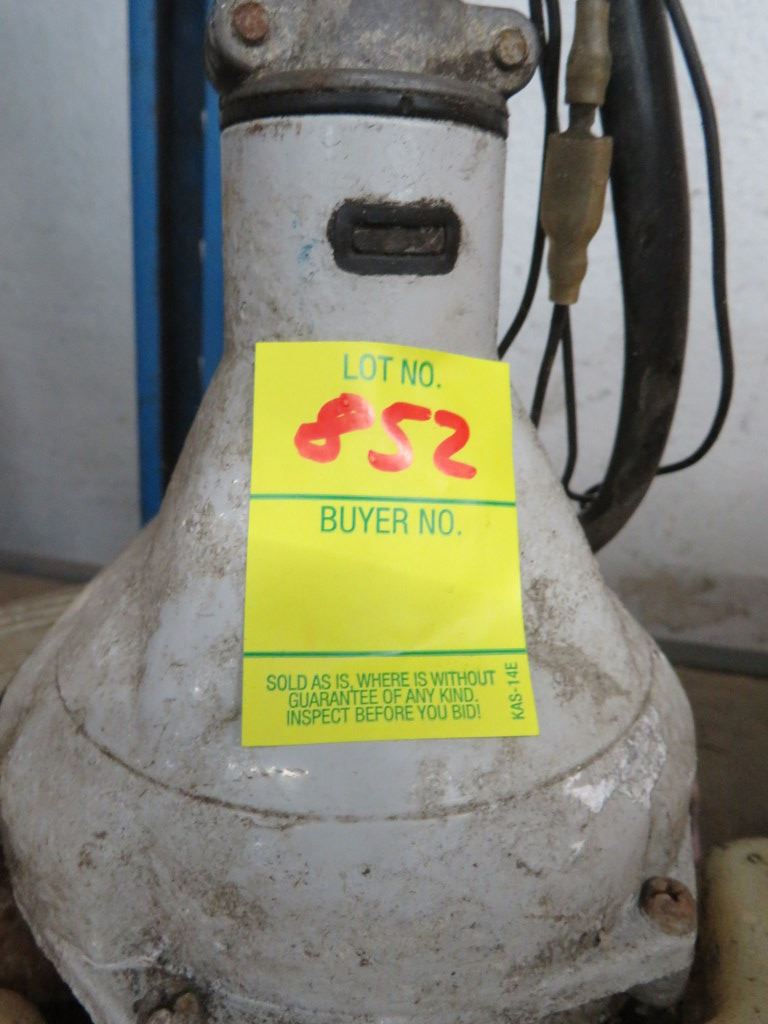 LOT NO.
852
BUYER NO.
SOLD AS IS, WHERE IS WITHOUT
GUARANTEE OF ANY KIND.
INSPECT BEFORE YOU BID!
KAS-14E